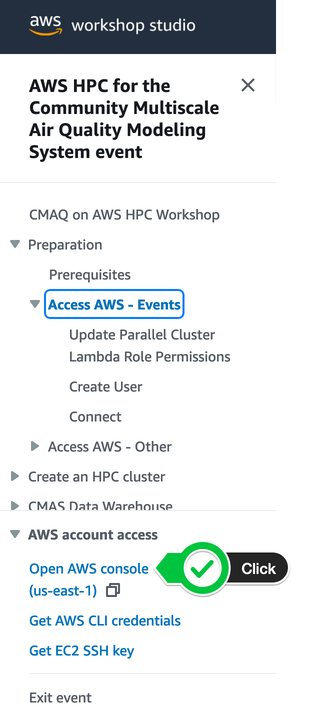 aws workshop studio
AWS HPC for the
Community Multiscale
Air Quality Modeling
System event
CMAQ on AWS HPC Workshop
Preparation
Prerequisites
Access AWS - Events
Update Parallel Cluster
Lambda Role Permissions
Create User
Connect
Access AWS - Other
Create an HPC cluster
CMAS Data Warehouse
AWS account access
Open AWS console
Click
(us-east-1)
Get AWS CLI credentials
Get EC2 SSH key
Exit event